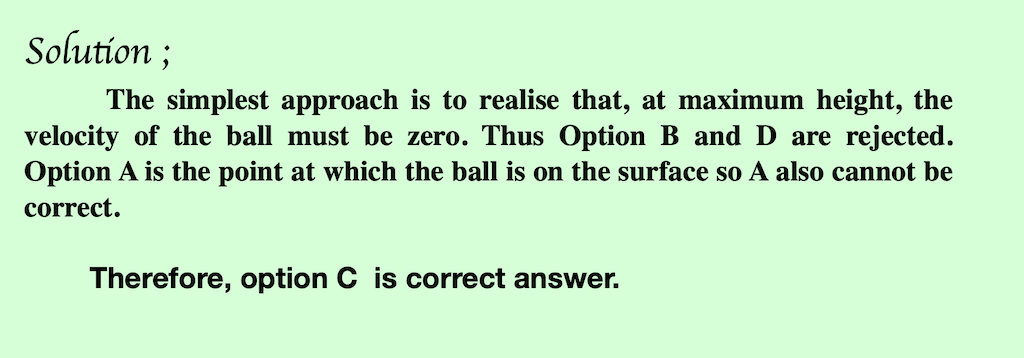 Solution ;
The simplest approach is to realise that, at maximum height, the
velocity of the ball must be zero. Thus Option B and D are rejected.
Option A is the point at which the ball is on the surface so A also cannot be
correct.
Therefore, option C is correct answer.